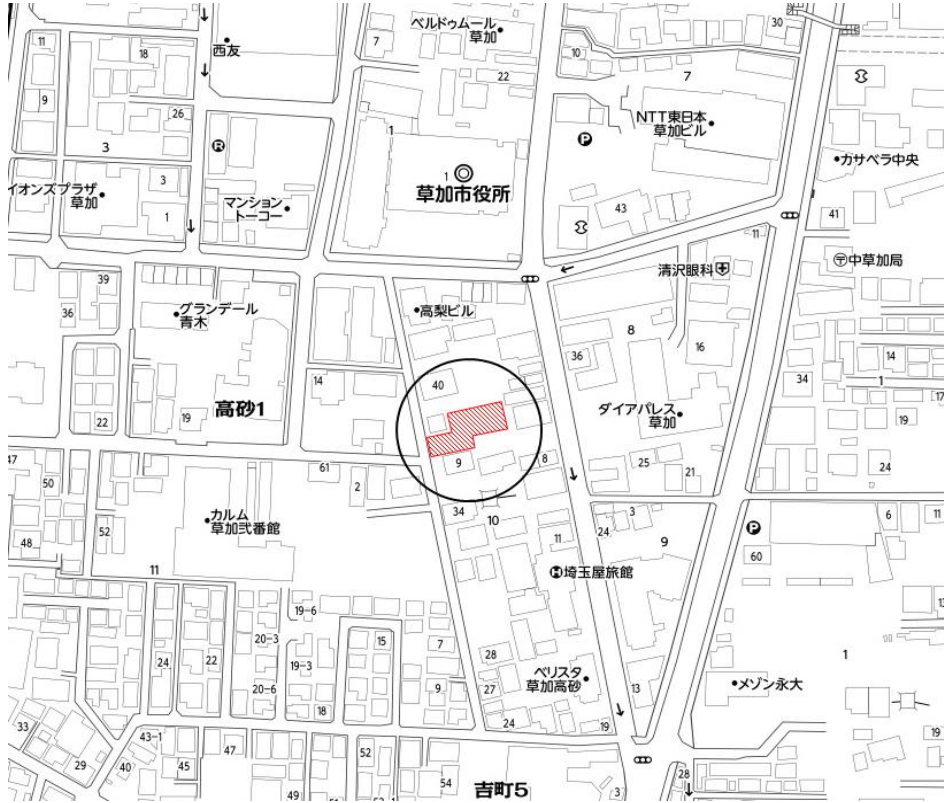 ベルドゥムール
草加
30
11
18
西友
7
10
22
7
9
26
NTT東日本
草加ビル
P
1
R
3
カサベラ中央
1
草加市役所
イオンズプラザ
草加
3
マンション
トーコー
43
41
1
11
中草加局
清沢眼科
39
グランデール
青木
高梨ビル
36
8
16
36
14
34
1
40
14
高砂1
ダイアパレス
草加
17
19
22
19
9
8
25
21
24
47
61
50
2
カルム
草加弐番館
34
10
3
24
6
11
48
52
11
9
P
60
11
H埼玉屋旅館
19-6
13
20-3
15
7
1
24
22
19-3
28
ベリスタ
草加高砂
メゾン永大
20-6
9
27
13
18
33
24
19
19
43-1
47
52
29
40
45
54
吉町5
28
49
3